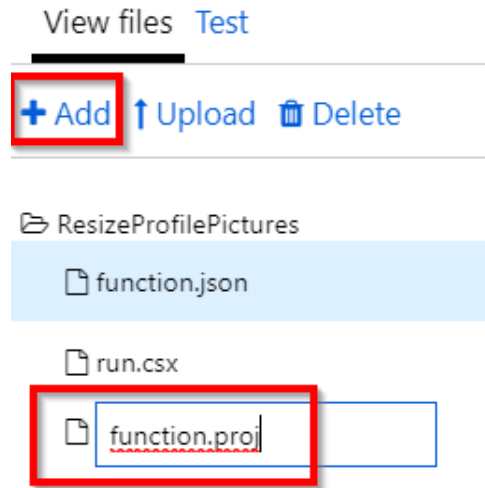 View files Test
+ Add Upload Delete
ResizeProfilePictures
function.json
run.csx
function.proj